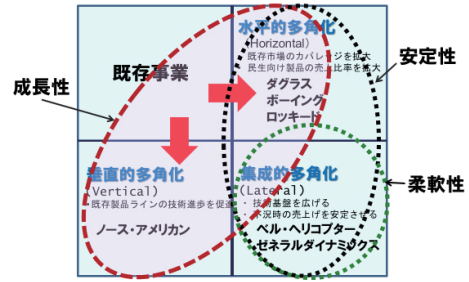 水平的多角化
(Horizontal)
・既存市場のカバレージを拡大
・民生向け製品の売上比率を拡大
ダグラス
ボーイング
ロッキード
既存事業
成長性
安定性
垂直的多角化
(Vertical)
・既存製品ラインの技術進歩を促進
ノース・アメリカン
集成的多角化
(Lateral)
・技術基盤を広げる
・不況時の売上げを安定させる
ベル・ヘリコプター
ゼネラルダイナミックス
柔軟性